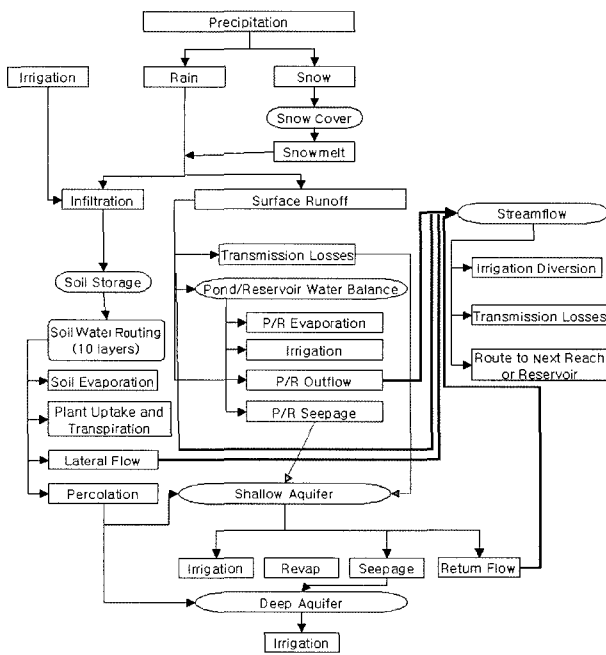 Precipitation
Irrigation
Rain
Snow
Snow Cover
Snowmelt
Infiltration
Surface Runoff
Streamflow
Transmission Losses
Irrigation Diversion
Soil Storage
Pond/Reservoir Water Balance
P/R Evaporation
Transmission Losses
Soil Water Routing
(10 layers)
Irrigation
Route to Next Reach
or Reservoir
Soil Evaporation
P/R Outflow
Plant Uptake and
Transpiration
P/R Seepage
Lateral Flow
Percolation
Shallow Aquifer
Irrigation
Revap
Seepage
Return Flow
Deep Aquifer
Irrigation